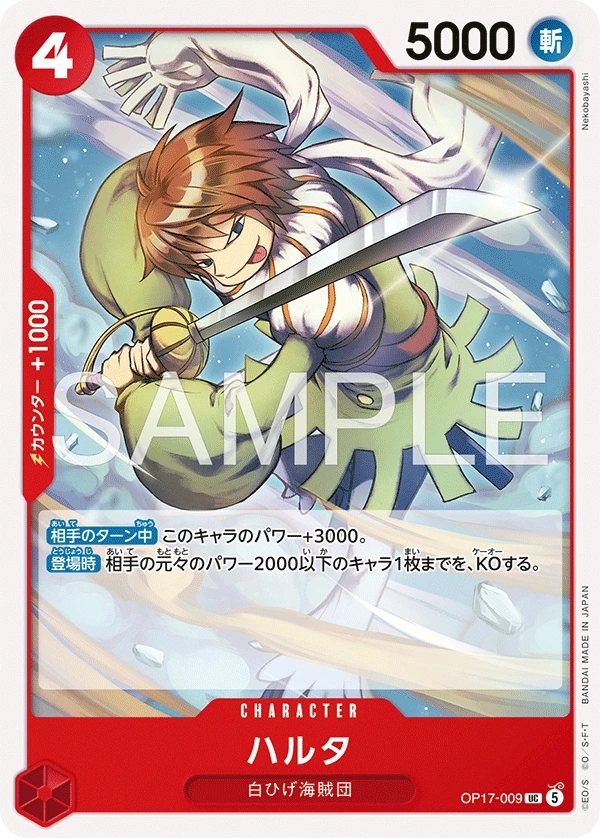 4
5000
斬
Nekobayashi
カウンター +1000
SAMPLE
相手のターン中 このキャラのパワー+3000。
登場時 相手の元々のパワー2000以下のキャラ1枚までを、KOする。
CHARACTER
ハルタ
白ひげ海賊団
OP17-009 UC 5
©EO/S ©O/S・F・T BANDAI MADE IN JAPAN